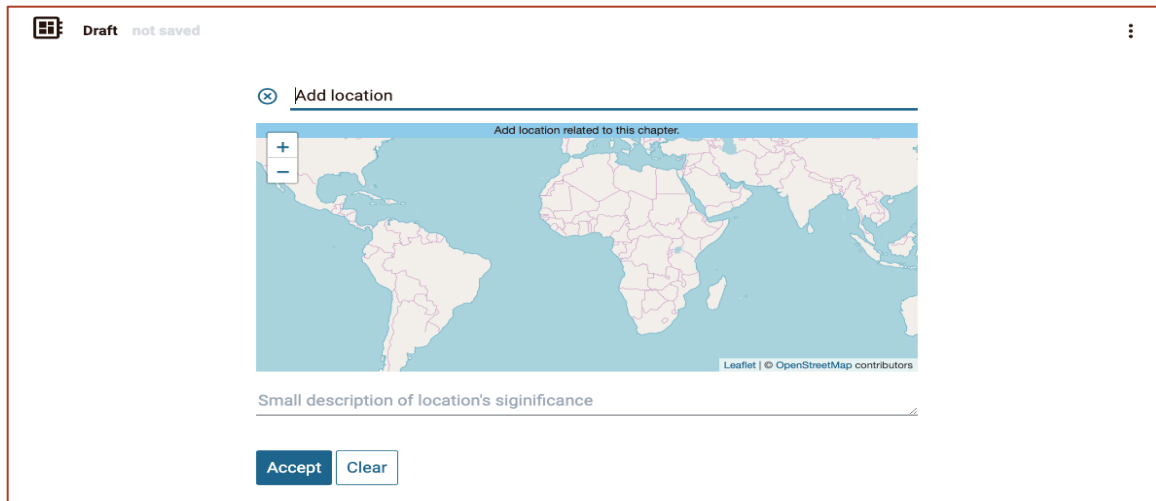 Draft not saved
Add location
Add location related to this chapter.
+
−
Leaflet | © OpenStreetMap contributors
Small description of location's siginificance
Accept Clear